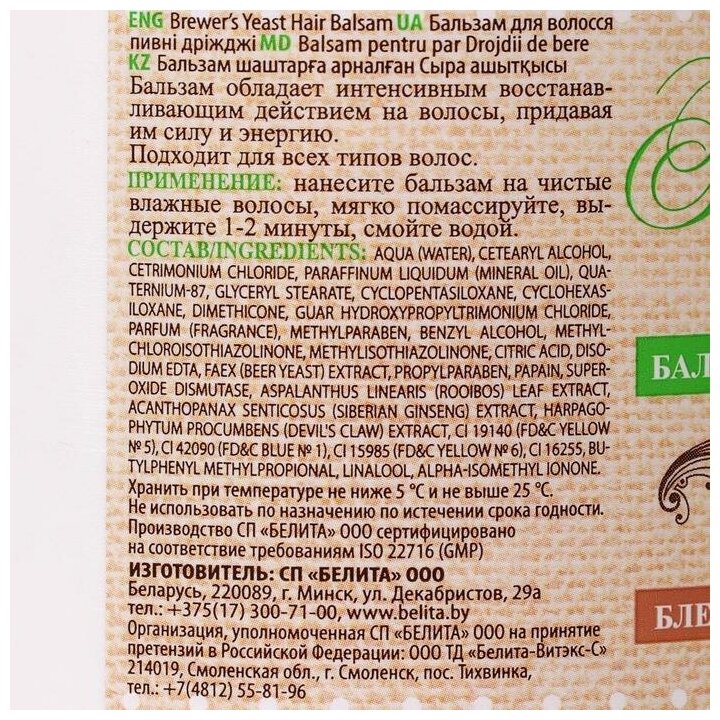 ENG Brewer's Yeast Hair Balsam UA Бальзам для волосся
пивні дріжджі MD Balsam pentru par Drojdii de bere
KZ Бальзам шаштарға арналған Сыра ашытқысы
Бальзам обладает интенсивным восстанав-
ливающим действием на волосы, придавая
им силу и энергию.
Подходит для всех типов волос.
ПРИМЕНЕНИЕ: нанесите бальзам на чистые
влажные волосы, мягко помассируйте, вы-
держите 1-2 минуты, смойте водой.
СОСТАВ/INGREDIENTS: AQUA (WATER), CETEARYL ALCOHOL,
CETRIMONIUM CHLORIDE, PARAFFINUM LIQUIDUM (MINERAL OIL), QUA-
TERNIUM-87, GLYCERYL STEARATE, CYCLOPENTASILOXANE, CYCLOHEXAS-
ILOXANE, DIMETHICONE, GUAR HYDROXYPROPYLTRIMONIUM CHLORIDE,
PARFUM (FRAGRANCE), METHYLPARABEN, BENZYL ALCOHOL, METHYL-
CHLOROISOTHIAZOLINONE, METHYLISOTHIAZOLINONE, CITRIC ACID, DISO-
DIUM EDTA, FAEX (BEER YEAST) EXTRACT, PROPYLPARABEN, PAPAIN, SUPER-
OXIDE DISMUTASE, ASPALANTHUS LINEARIS (ROOIBOS) LEAF EXTRACT,
ACANTHOPANAX SENTICOSUS (SIBERIAN GINSENG) EXTRACT, HARPAGO-
PHYTUM PROCUMBENS (DEVIL'S CLAW) EXTRACT, CI 19140 (FD&C YELLOW
№ 5), CI 42090 (FD&C BLUE № 1), CI 15985 (FD&C YELLOW № 6), CI 16255, BU-
TYLPHENYL METHYLPROPIONAL, LINALOOL, ALPHA-ISOMETHYL IONONE.
Хранить при температуре не ниже 5 °С и не выше 25 °С.
Не использовать по назначению по истечении срока годности.
Производство СП «БЕЛИТА» ООО сертифицировано
на соответствие требованиям ISO 22716 (GMP)
ИЗГОТОВИТЕЛЬ: СП «БЕЛИТА» ООО
Беларусь, 220089, г. Минск, ул. Декабристов, 29а
тел.: +375(17) 300-71-00, www.belita.by
Организация, уполномоченная СП «БЕЛИТА» ООО на принятие
претензий в Российской Федерации: ООО ТД «Белита-Витэкс-С»
214019, Смоленская обл., г. Смоленск, пос. Тихвинка,
тел.: +7(4812) 55-81-96
БАЛ
БЛЕ